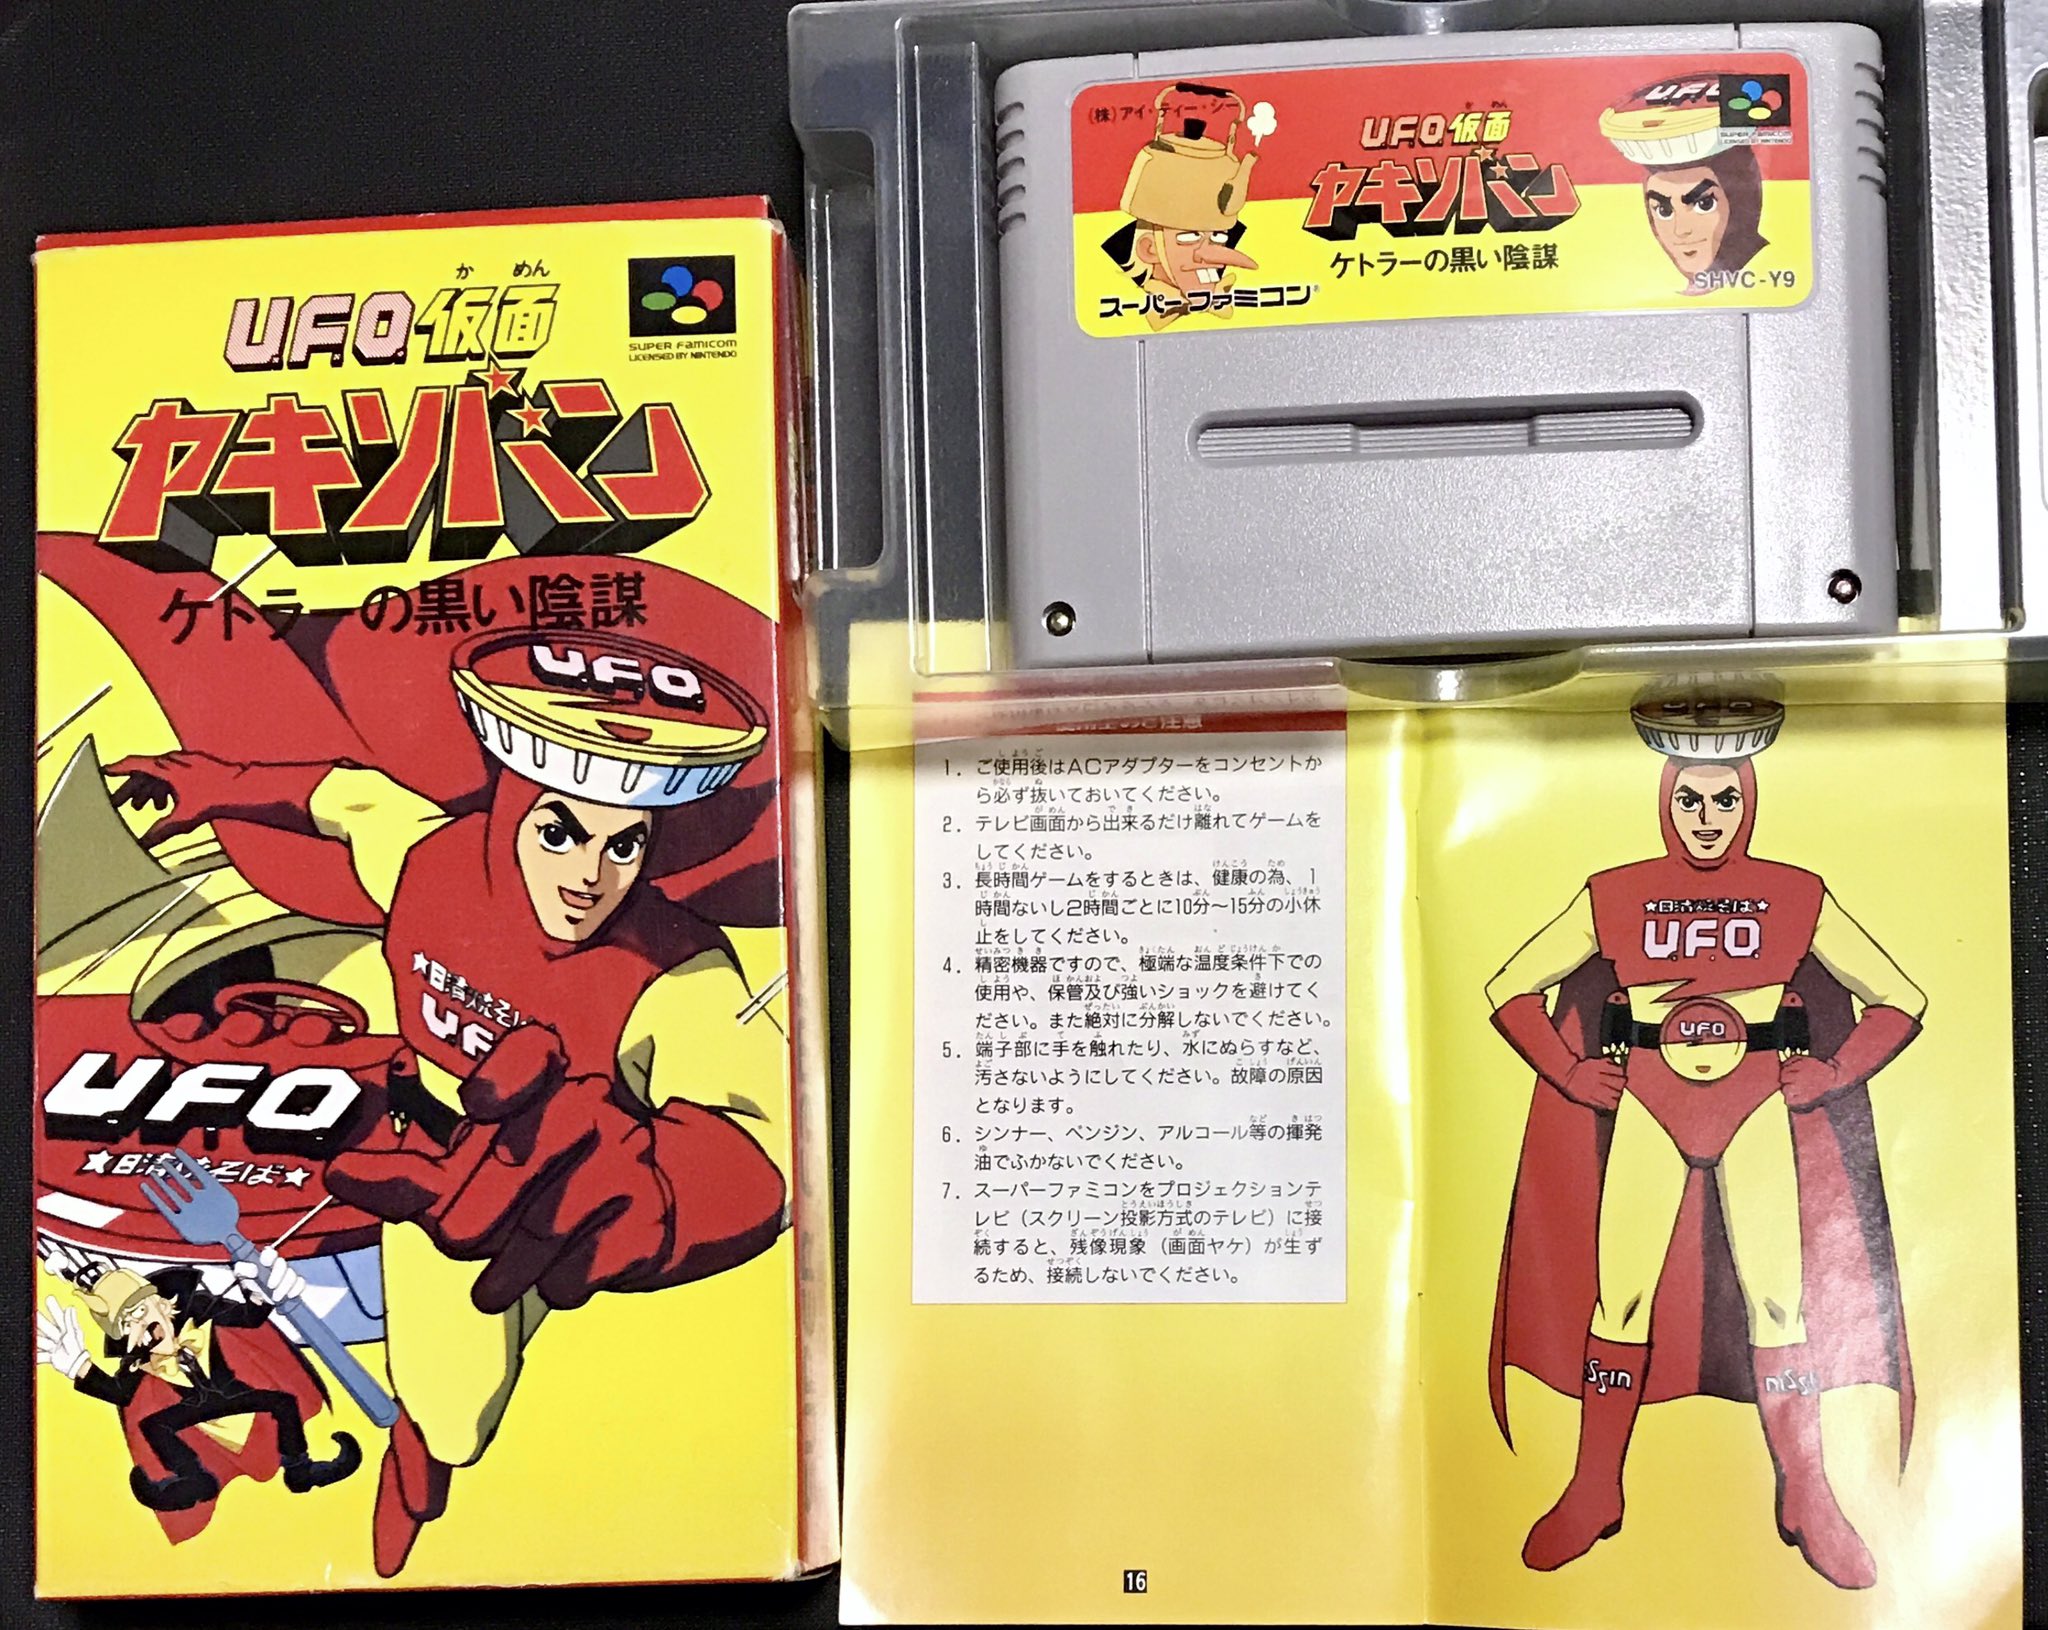 か めん
U.F.O.仮面
ヤキソバン
ケトラーの黒い陰謀
SUPER FAMICOM
LICENSED BY NINTENDO
U.F.O.
★日清焼そば
U.F.O
★日清焼そば★
(株)アイ・ティー・シー
か めん
U.F.O.仮面
ヤキソバン
ケトラーの黒い陰謀
スーパーファミコン®
SUPER FAMICOM
LICENSED BY NINTENDO
SHVC-Y9
1. ご使用後はACアダプターをコンセントか
ら必ず抜いておいてください。
2. テレビ画面から出来るだけ離れてゲームを
してください。
3. 長時間ゲームをするときは、健康の為、1
時間ないし2時間ごとに10分〜15分の小休
止をしてください。
4. 精密機器ですので、極端な温度条件下での
使用や、保管及び強いショックを避けてく
ださい。また絶対に分解しないでください。
5. 端子部に手を触れたり、水にぬらすなど、
汚さないようにしてください。故障の原因
となります。
6. シンナー、ベンジン、アルコール等の揮発
油でふかないでください。
7. スーパーファミコンをプロジェクションテ
レビ(スクリーン投影方式のテレビ)に接
続すると、残像現象(画面ヤケ)が生ず
るため、接続しないでください。
16
★日清焼そば★
U.F.O.
UFO